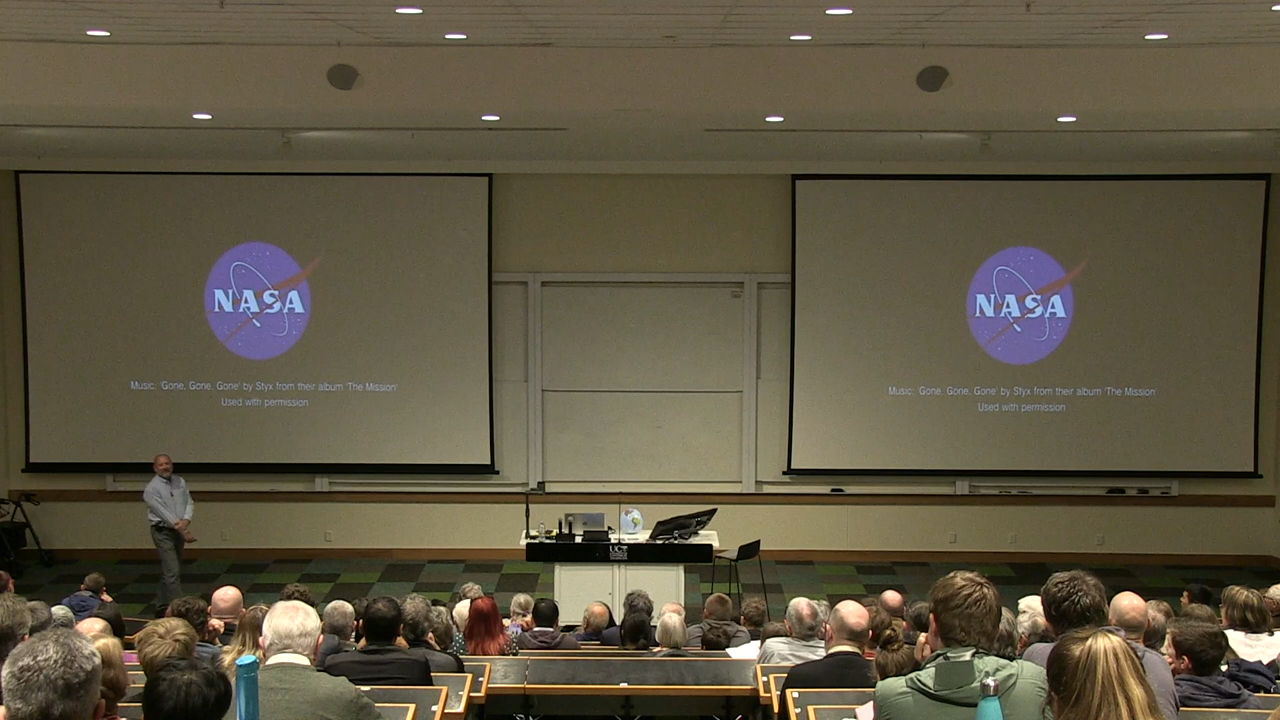 NASA
Music: 'Gone, Gone, Gone' by Styx from their album 'The Mission'
Used with permission
NASA
Music: 'Gone, Gone, Gone' by Styx from their album 'The Mission'
Used with permission
UC